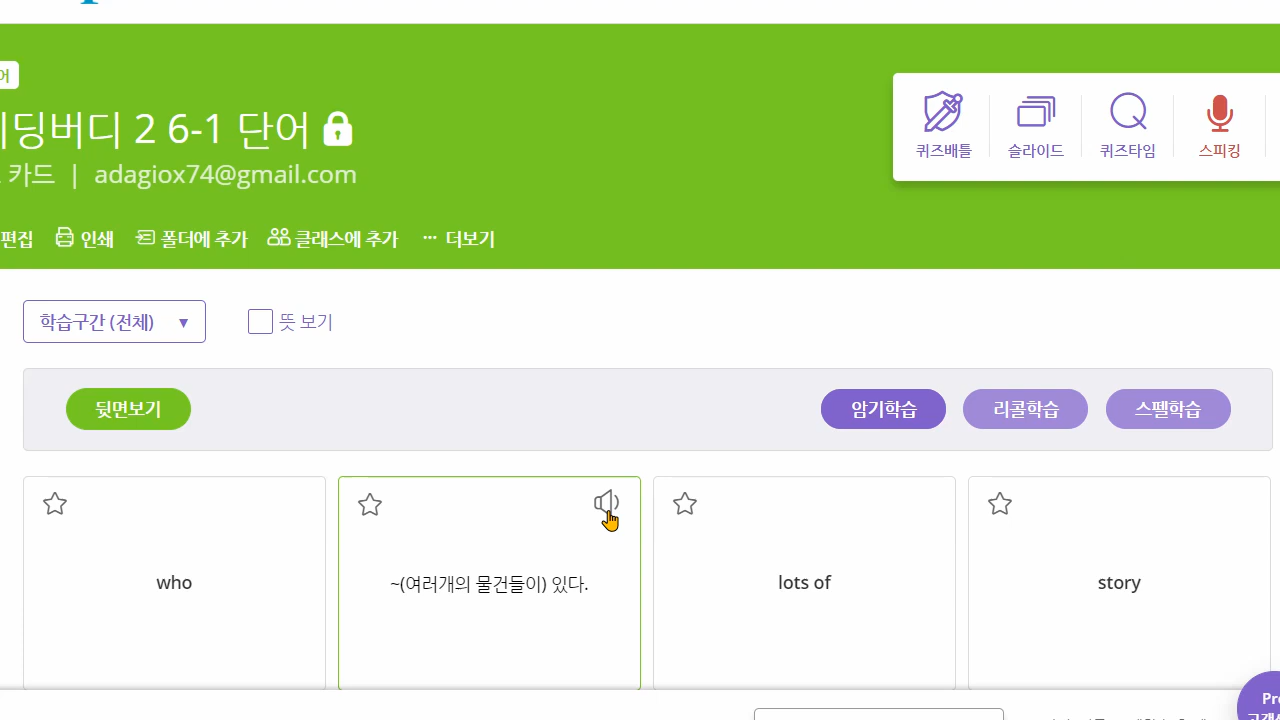 어
딩버디 2 6-1 단어
카드 | adagiox74@gmail.com
퀴즈배틀 슬라이드 퀴즈타임 스피킹
편집 인쇄 폴더에 추가 클래스에 추가 ··· 더보기
학습구간 (전체) ▼ 뜻 보기
뒷면보기 암기학습 리콜학습 스펠학습
who ~(여러개의 물건들이) 있다. lots of story